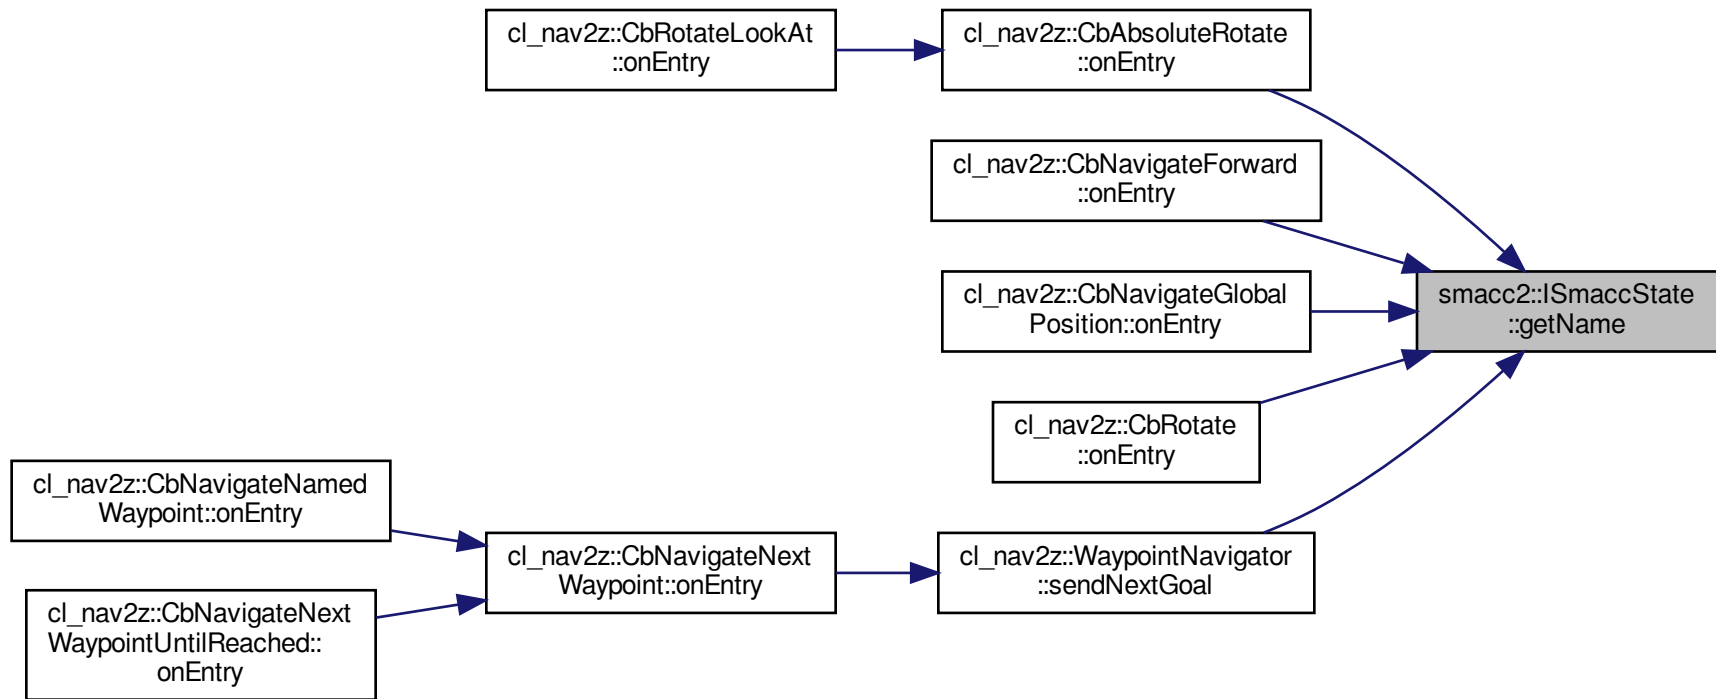 cl_nav2z::CbRotateLookAt
::onEntry
cl_nav2z::CbAbsoluteRotate
::onEntry
cl_nav2z::CbNavigateForward
::onEntry
cl_nav2z::CbNavigateGlobal
Position::onEntry
smacc2::ISmaccState
::getName
cl_nav2z::CbRotate
::onEntry
cl_nav2z::CbNavigateNamed
Waypoint::onEntry
cl_nav2z::CbNavigateNext
Waypoint::onEntry
cl_nav2z::WaypointNavigator
::sendNextGoal
cl_nav2z::CbNavigateNext
WaypointUntilReached::
onEntry